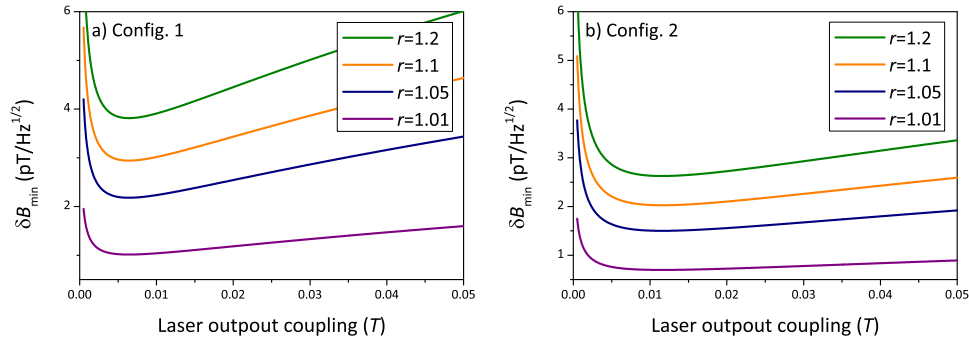 a) Config. 1
r=1.2
r=1.1
r=1.05
r=1.01
6
4
2
δBmin (pT/Hz1/2)
0.00 0.01 0.02 0.03 0.04 0.05
Laser outpout coupling (T)
b) Config. 2
r=1.2
r=1.1
r=1.05
r=1.01
6
5
4
3
2
1
δBmin (pT/Hz1/2)
0.00 0.01 0.02 0.03 0.04 0.05
Laser outpout coupling (T)